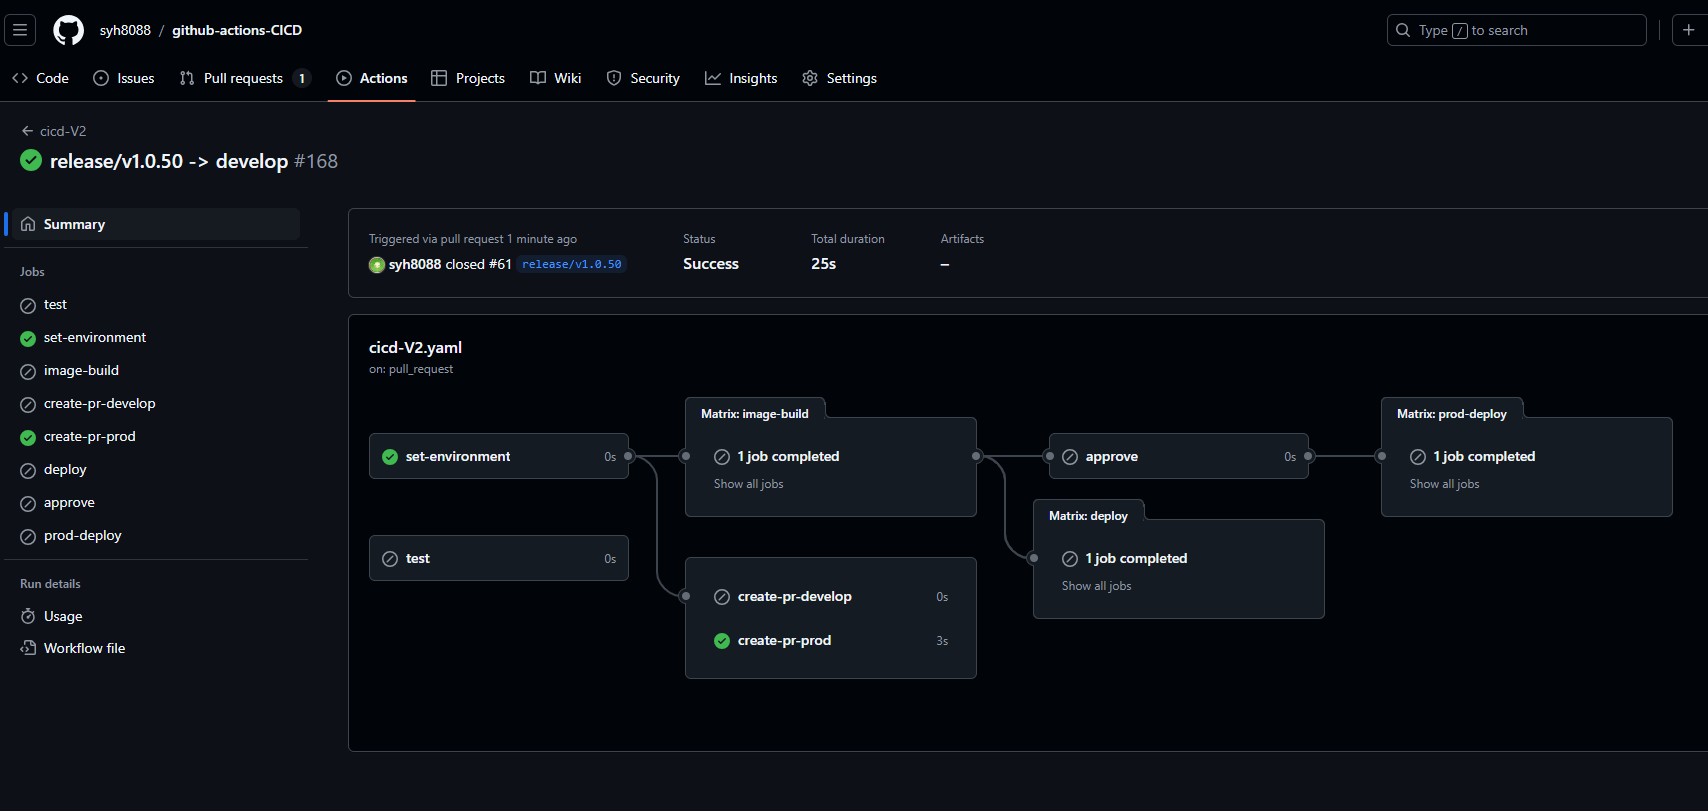 syh8088 / github-actions-CICD
Type / to search
Code
Issues
Pull requests 1
Actions
Projects
Wiki
Security
Insights
Settings
cicd-V2
release/v1.0.50 -> develop #168
Summary
Jobs
test
set-environment
image-build
create-pr-develop
create-pr-prod
deploy
approve
prod-deploy
Run details
Usage
Workflow file
Triggered via pull request 1 minute ago
syh8088 closed #61 release/v1.0.50
Status
Success
Total duration
25s
Artifacts
–
cicd-V2.yaml
on: pull_request
set-environment 0s
test 0s
Matrix: image-build
1 job completed
Show all jobs
create-pr-develop 0s
create-pr-prod 3s
approve 0s
Matrix: deploy
1 job completed
Show all jobs
Matrix: prod-deploy
1 job completed
Show all jobs